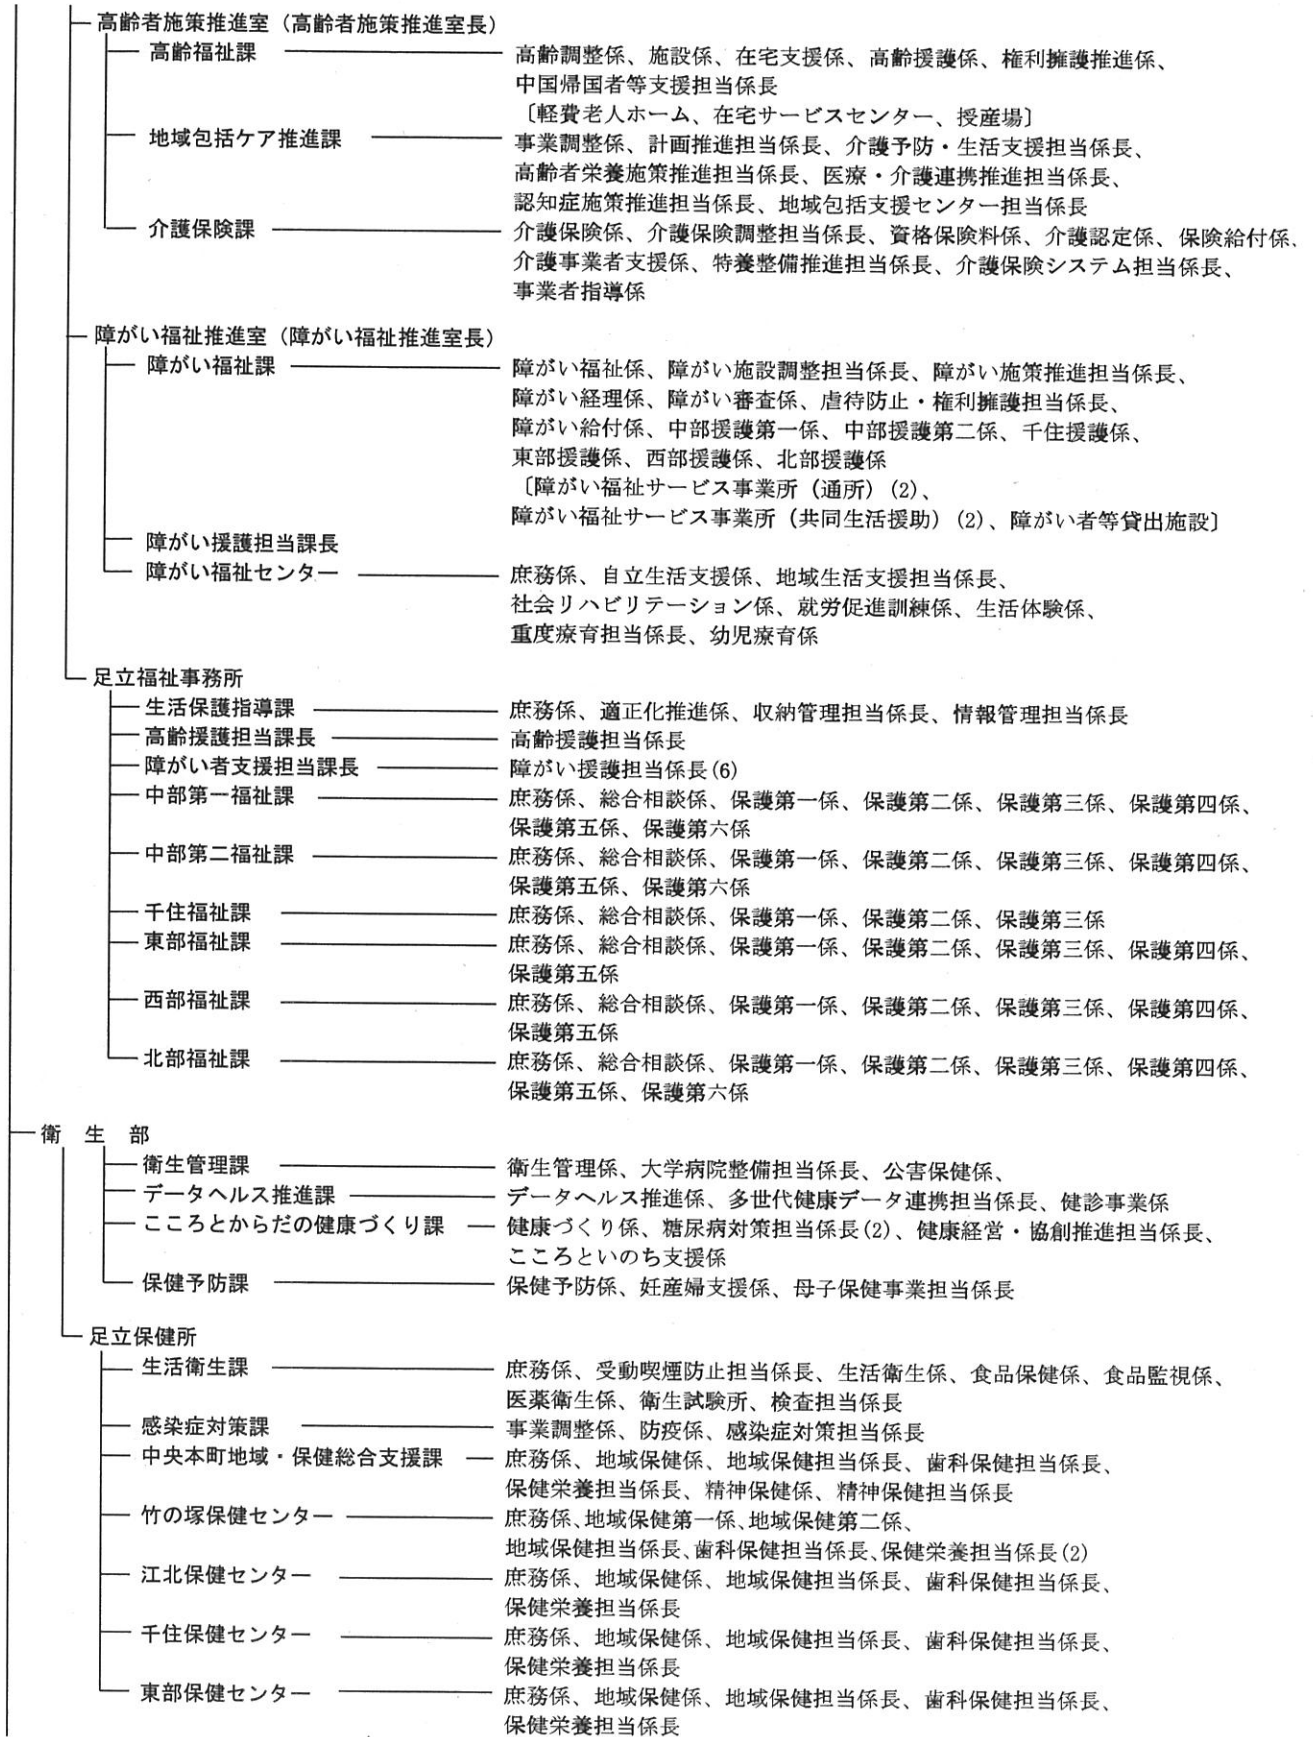 高齢者施策推進室（高齢者施策推進室長）
高齢福祉課 高齢調整係、施設係、在宅支援係、高齢援護係、権利擁護推進係、
中国帰国者等支援担当係長
〔軽費老人ホーム、在宅サービスセンター、授産場〕
地域包括ケア推進課 事業調整係、計画推進担当係長、介護予防・生活支援担当係長、
高齢者栄養施策推進担当係長、医療・介護連携推進担当係長、
認知症施策推進担当係長、地域包括支援センター担当係長
介護保険課 介護保険係、介護保険調整担当係長、資格保険料係、介護認定係、保険給付係、
介護事業者支援係、特養整備推進担当係長、介護保険システム担当係長、
事業者指導係
障がい福祉推進室（障がい福祉推進室長）
障がい福祉課 障がい福祉係、障がい施設調整担当係長、障がい施策推進担当係長、
障がい経理係、障がい審査係、虐待防止・権利擁護担当係長、
障がい給付係、中部援護第一係、中部援護第二係、千住援護係、
東部援護係、西部援護係、北部援護係
〔障がい福祉サービス事業所（通所）(2)、
障がい福祉サービス事業所（共同生活援助）(2)、障がい者等貸出施設〕
障がい援護担当課長
障がい福祉センター 庶務係、自立生活支援係、地域生活支援担当係長、
社会リハビリテーション係、就労促進訓練係、生活体験係、
重度療育担当係長、幼児療育係
足立福祉事務所
生活保護指導課 庶務係、適正化推進係、収納管理担当係長、情報管理担当係長
高齢援護担当課長 高齢援護担当係長
障がい者支援担当課長 障がい援護担当係長(6)
中部第一福祉課 庶務係、総合相談係、保護第一係、保護第二係、保護第三係、保護第四係、
保護第五係、保護第六係
中部第二福祉課 庶務係、総合相談係、保護第一係、保護第二係、保護第三係、保護第四係、
保護第五係、保護第六係
千住福祉課 庶務係、総合相談係、保護第一係、保護第二係、保護第三係
東部福祉課 庶務係、総合相談係、保護第一係、保護第二係、保護第三係、保護第四係、
保護第五係
西部福祉課 庶務係、総合相談係、保護第一係、保護第二係、保護第三係、保護第四係、
保護第五係
北部福祉課 庶務係、総合相談係、保護第一係、保護第二係、保護第三係、保護第四係、
保護第五係、保護第六係
衛 生 部
衛生管理課 衛生管理係、大学病院整備担当係長、公害保健係、
データヘルス推進課 データヘルス推進係、多世代健康データ連携担当係長、健診事業係
こころとからだの健康づくり課 健康づくり係、糖尿病対策担当係長(2)、健康経営・協創推進担当係長、
こころといのち支援係
保健予防課 保健予防係、妊産婦支援係、母子保健事業担当係長
足立保健所
生活衛生課 庶務係、受動喫煙防止担当係長、生活衛生係、食品保健係、食品監視係、
医薬衛生係、衛生試験所、検査担当係長
感染症対策課 事業調整係、防疫係、感染症対策担当係長
中央本町地域・保健総合支援課 庶務係、地域保健係、地域保健担当係長、歯科保健担当係長、
保健栄養担当係長、精神保健係、精神保健担当係長
竹の塚保健センター 庶務係、地域保健第一係、地域保健第二係、
地域保健担当係長、歯科保健担当係長、保健栄養担当係長(2)
江北保健センター 庶務係、地域保健係、地域保健担当係長、歯科保健担当係長、
保健栄養担当係長
千住保健センター 庶務係、地域保健係、地域保健担当係長、歯科保健担当係長、
保健栄養担当係長
東部保健センター 庶務係、地域保健係、地域保健担当係長、歯科保健担当係長、
保健栄養担当係長